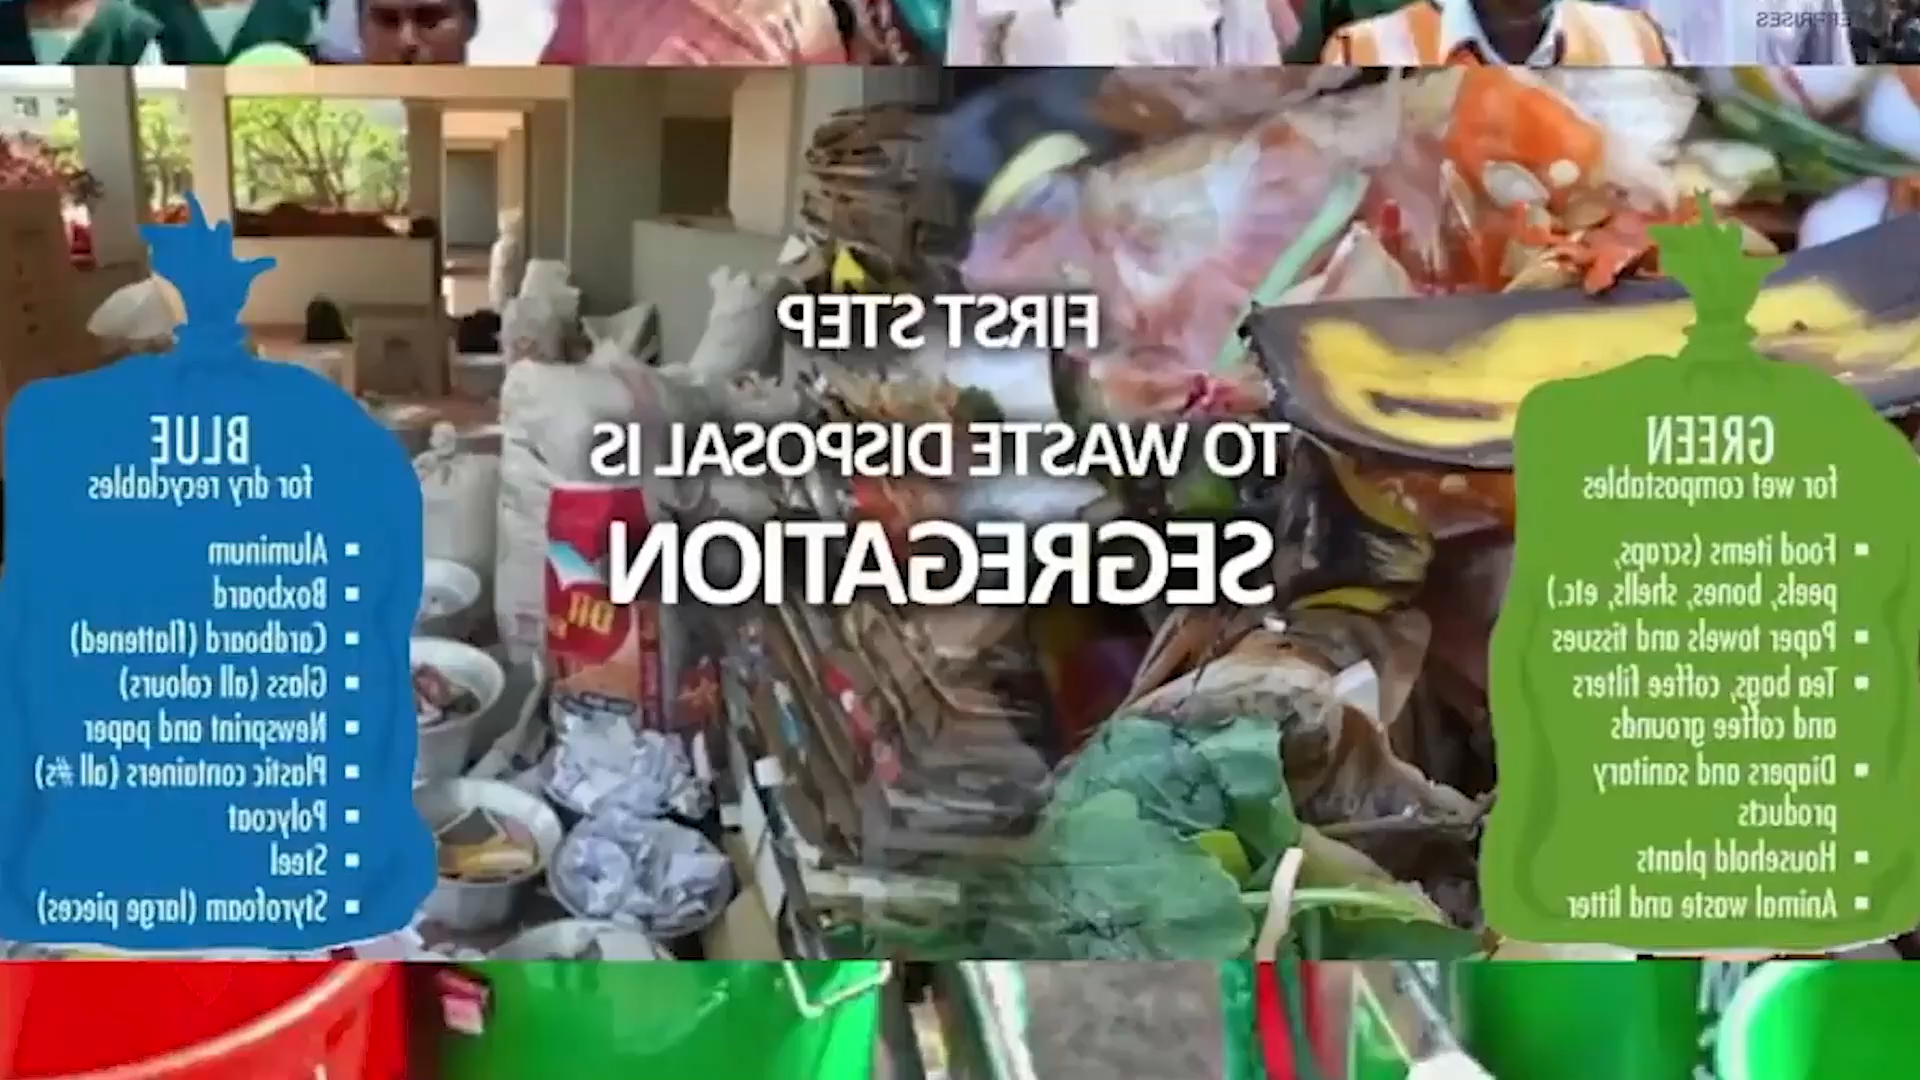 FIRST STEP
TO WASTE DISPOSAL IS
SEGREGATION
GREEN
for wet compostables
Food items (scraps,
peels, bones, shells, etc.)
Paper towels and tissues
Tea bags, coffee filters
and coffee grounds
Diapers and sanitary
products
Household plants
Animal waste and litter
BLUE
for dry recyclables
Aluminum
Boxboard
Cardboard (flattened)
Glass (all colours)
Newsprint and paper
Plastic containers (all #s)
Polycoat
Steel
Styrofoam (large pieces)